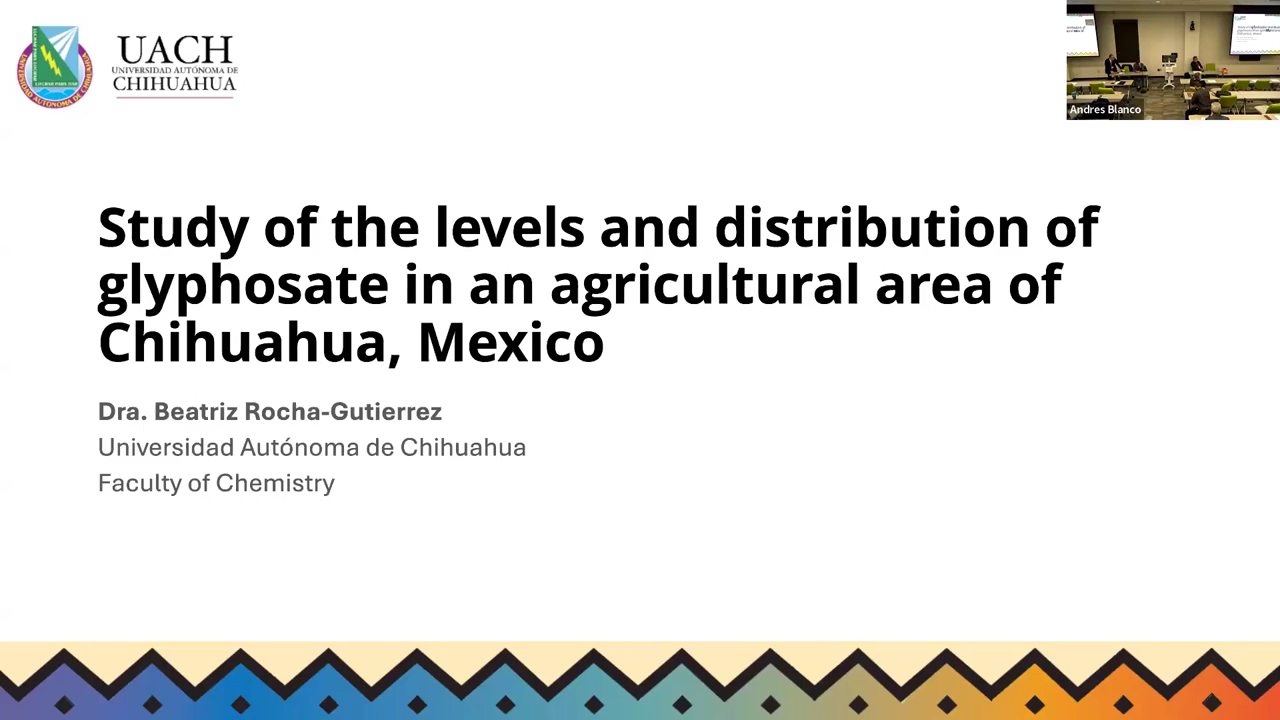 UACH
UNIVERSIDAD AUTÓNOMA DE
CHIHUAHUA
Andres Blanco
Study of the levels and distribution of
glyphosate in an agricultural area of
Chihuahua, Mexico
Dra. Beatriz Rocha-Gutierrez
Universidad Autónoma de Chihuahua
Faculty of Chemistry